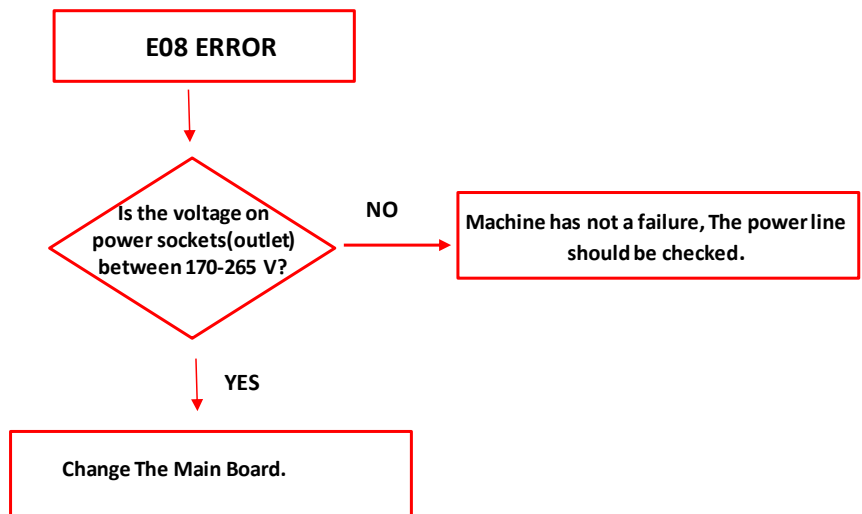 E08 ERROR
Is the voltage on
power sockets(outlet)
between 170-265 V?
NO
Machine has not a failure, The power line
should be checked.
YES
Change The Main Board.